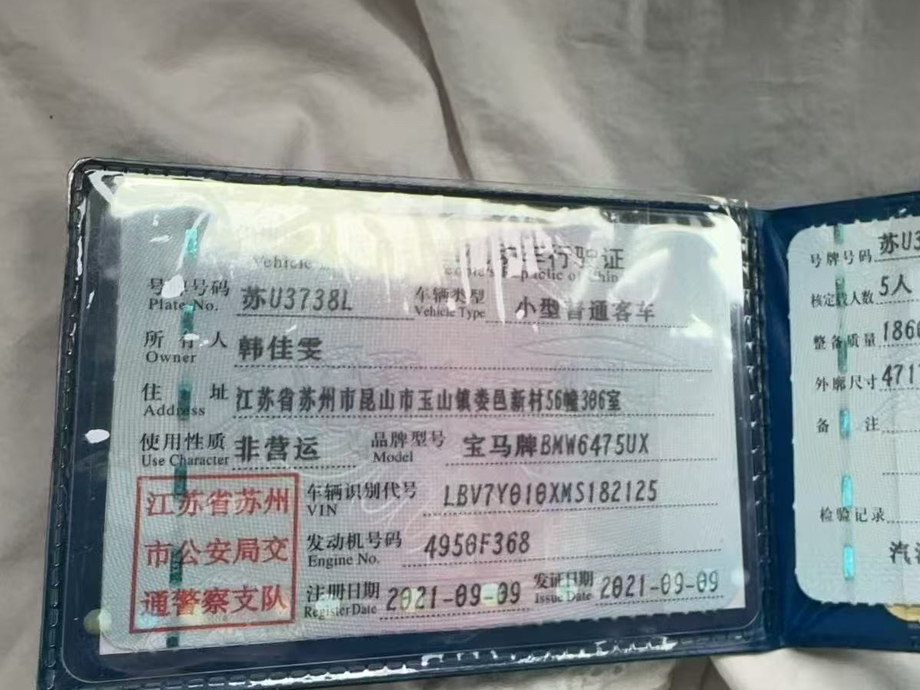 行驶证
Vehicle
号牌号码 苏U3738L 车辆类型 小型普通客车
Plate No. Vehicle Type
所有人 韩佳雯
Owner
住址 江苏省苏州市昆山市玉山镇娄邑新村56幢306室
Address
使用性质 非营运 品牌型号 宝马牌BMW6475UX
Use Character Model
江苏省苏州
市公安局交
通警察支队
车辆识别代号 LBV7Y010XMS182125
VIN
发动机号码 4950F368
Engine No.
注册日期 2021-09-09 发证日期 2021-09-09
Register Date Issue Date
号牌号码 苏U3
核定载人数 5人
整备质量 186
外廓尺寸 471
备注
检验记录
汽